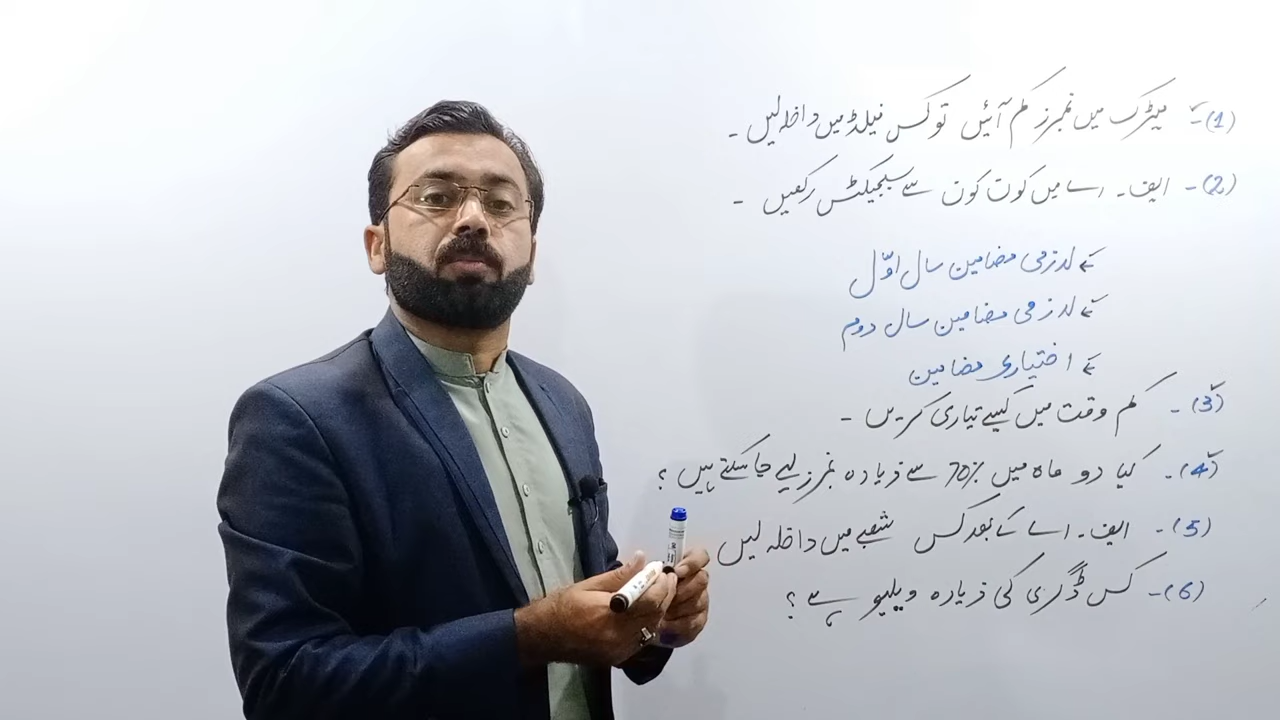 (1)۔ میٹرک میں نمبرز کم آئیں تو کس فیلڈ میں داخلہ لیں ۔
(2)۔ ایف۔ اے میں کون کون سے سبجیکٹس رکھیں ۔
← لازمی مضامین سال اوّل
← لازمی مضامین سال دوم
← اختیاری مضامین
(3)۔ کم وقت میں کیسے تیاری کریں ۔
(4)۔ کیا دو ماہ میں 70% سے زیادہ نمبرز لیے جا سکتے ہیں ؟
(5)۔ ایف۔ اے کے بعد کس شعبے میں داخلہ لیں
(6)۔ کس ڈگری کی زیادہ ویلیو ہے ؟